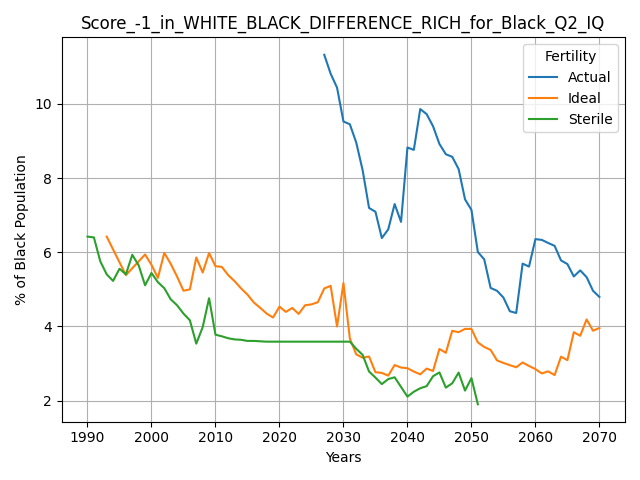 Score_-1_in_WHITE_BLACK_DIFFERENCE_RICH_for_Black_Q2_IQ
Fertility
Actual
Ideal
Sterile
% of Black Population
10
8
6
4
2
1990 2000 2010 2020 2030 2040 2050 2060 2070
Years